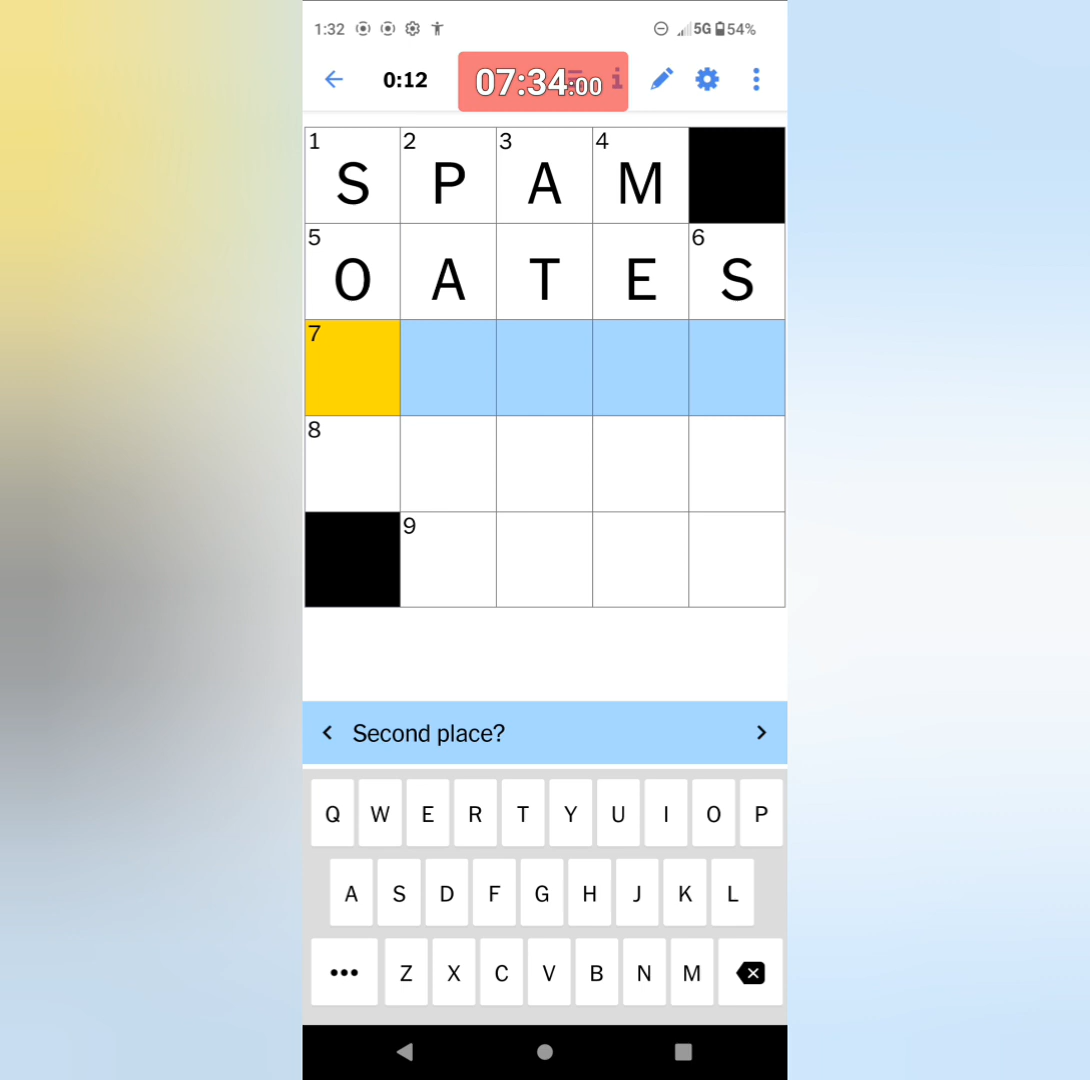 1:32 5G 54%
0:12 07:34:00
1 S 2 P 3 A 4 M
5 O A T E 6 S
7
8
9
< Second place? >
Q W E R T Y U I O P
A S D F G H J K L
••• Z X C V B N M